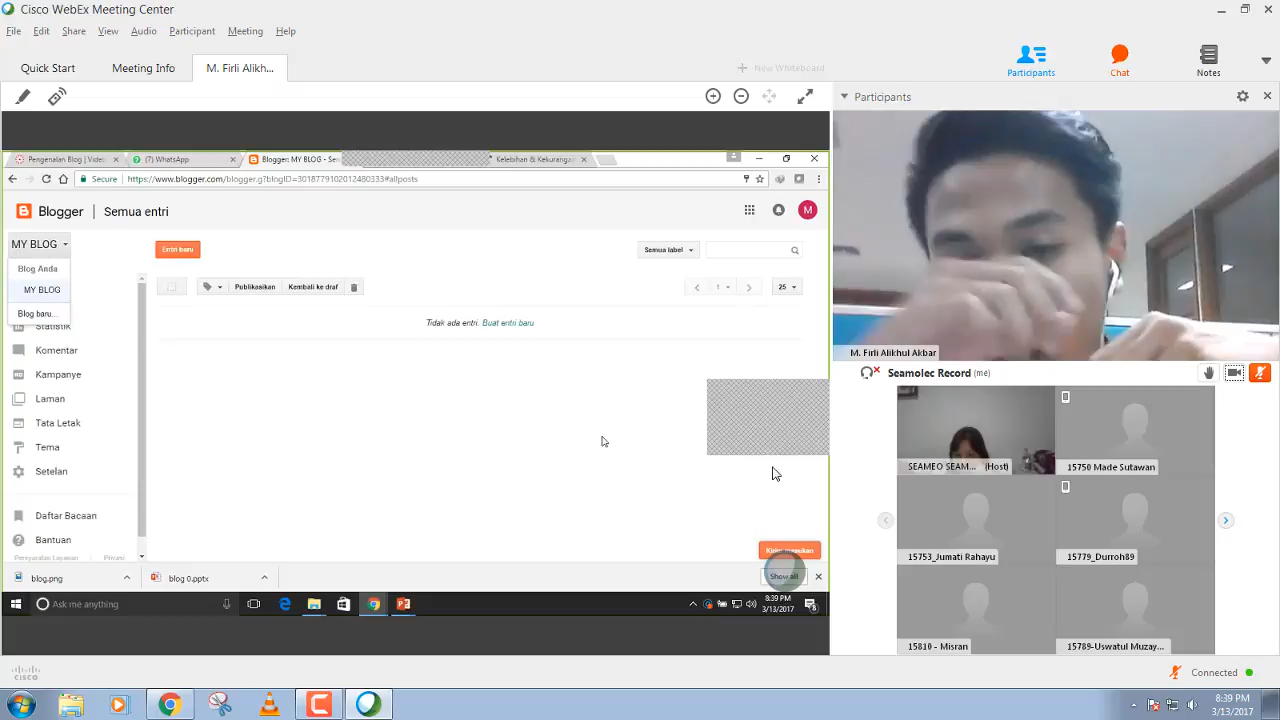 Cisco WebEx Meeting Center
File Edit Share View Audio Participant Meeting Help
Quick Start Meeting Info M. Firli Alikh...
New Whiteboard
Participants Chat Notes
Participants
Pengenalan Blog | Video
(7) WhatsApp
Blogger: MY BLOG - Sem
Kelebihan & Kekurangan
Secure https://www.blogger.com/blogger.g?blogID=3018779102012480333#allposts
Blogger Semua entri
M
MY BLOG
Blog Anda
MY BLOG
Blog baru...
Entri baru
Semua label
Publikasikan Kembali ke draf
1
25
Tidak ada entri. Buat entri baru
Statistik
Komentar
Kampanye
Laman
Tata Letak
Tema
Setelan
Daftar Bacaan
Bantuan
Persyaratan Layanan Privasi
blog.png
blog 0.pptx
Show all
Ask me anything
8:39 PM
3/13/2017
M. Firli Alikhul Akbar
Seamolec Record (me)
SEAMEO SEAM... (Host)
15750 Made Sutawan
15753_Jumati Rahayu
15779_Durroh89
15810 - Misran
15789-Uswatul Muzay...
cisco
Connected
8:39 PM
3/13/2017